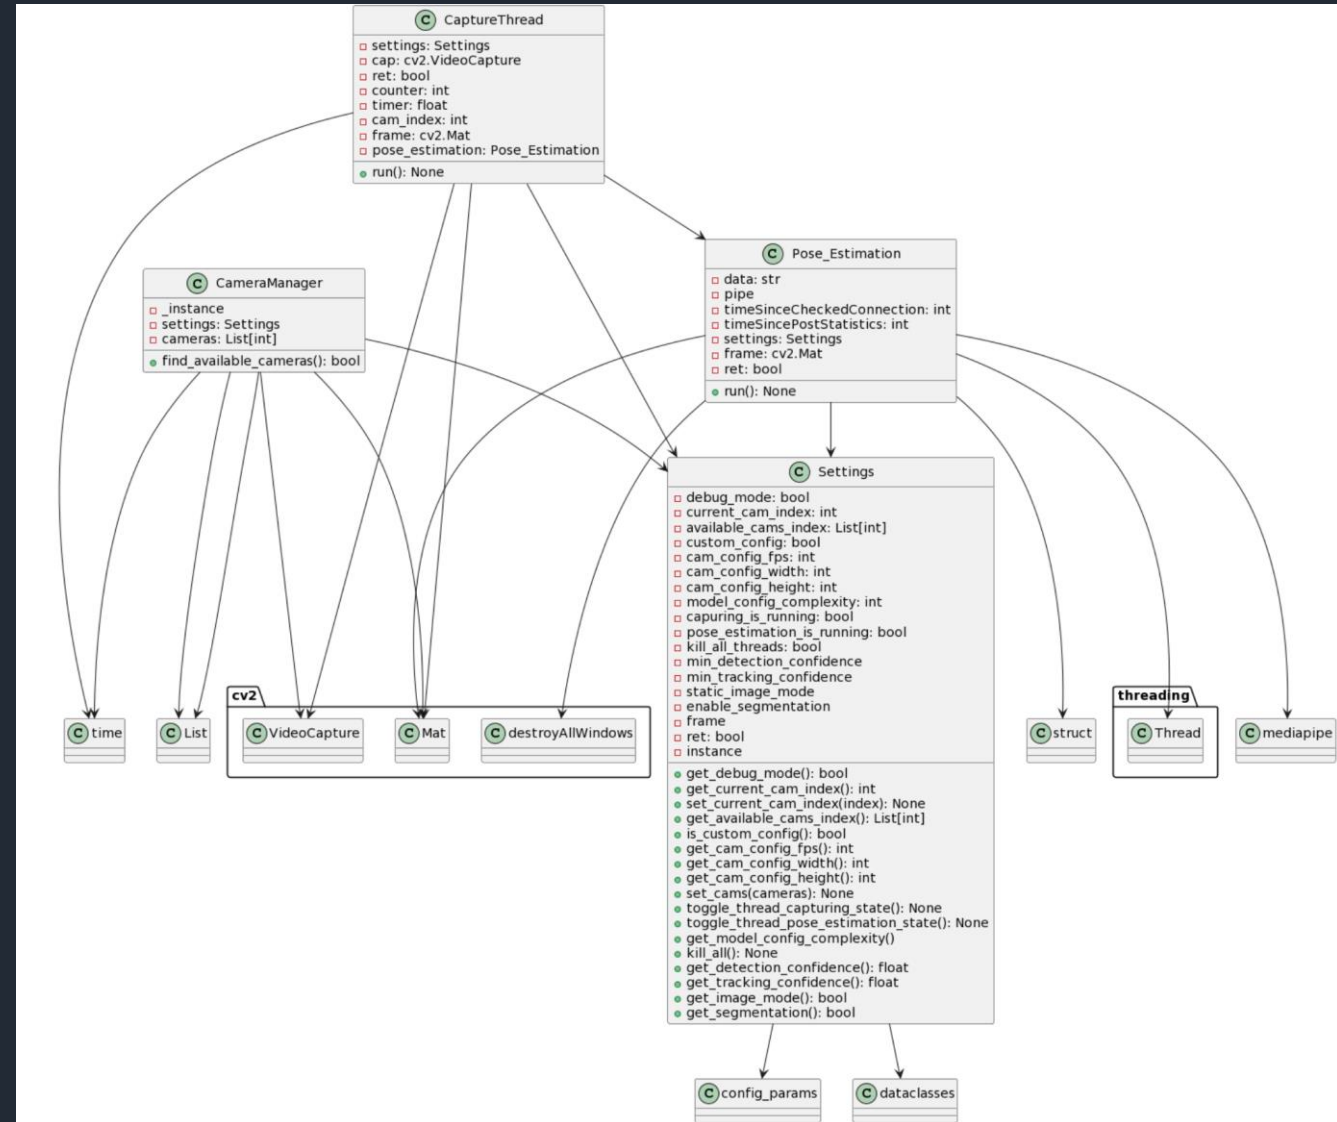 C CaptureThread
settings: Settings
cap: cv2.VideoCapture
ret: bool
counter: int
timer: float
cam_index: int
frame: cv2.Mat
pose_estimation: Pose_Estimation
run(): None
C Pose_Estimation
data: str
pipe
timeSinceCheckedConnection: int
timeSincePostStatistics: int
settings: Settings
frame: cv2.Mat
ret: bool
run(): None
C CameraManager
_instance
settings: Settings
cameras: List[int]
find_available_cameras(): bool
C Settings
debug_mode: bool
current_cam_index: int
available_cams_index: List[int]
custom_config: bool
cam_config_fps: int
cam_config_width: int
cam_config_height: int
model_config_complexity: int
capuring_is_running: bool
pose_estimation_is_running: bool
kill_all_threads: bool
min_detection_confidence
min_tracking_confidence
static_image_mode
enable_segmentation
frame
ret: bool
instance
get_debug_mode(): bool
get_current_cam_index(): int
set_current_cam_index(index): None
get_available_cams_index(): List[int]
is_custom_config(): bool
get_cam_config_fps(): int
get_cam_config_width(): int
get_cam_config_height(): int
set_cams(cameras): None
toggle_thread_capturing_state(): None
toggle_thread_pose_estimation_state(): None
get_model_config_complexity()
kill_all(): None
get_detection_confidence(): float
get_tracking_confidence(): float
get_image_mode(): bool
get_segmentation(): bool
C time
C List
cv2
C VideoCapture
C Mat
C destroyAllWindows
C struct
threading
C Thread
C mediapipe
C config_params
C dataclasses